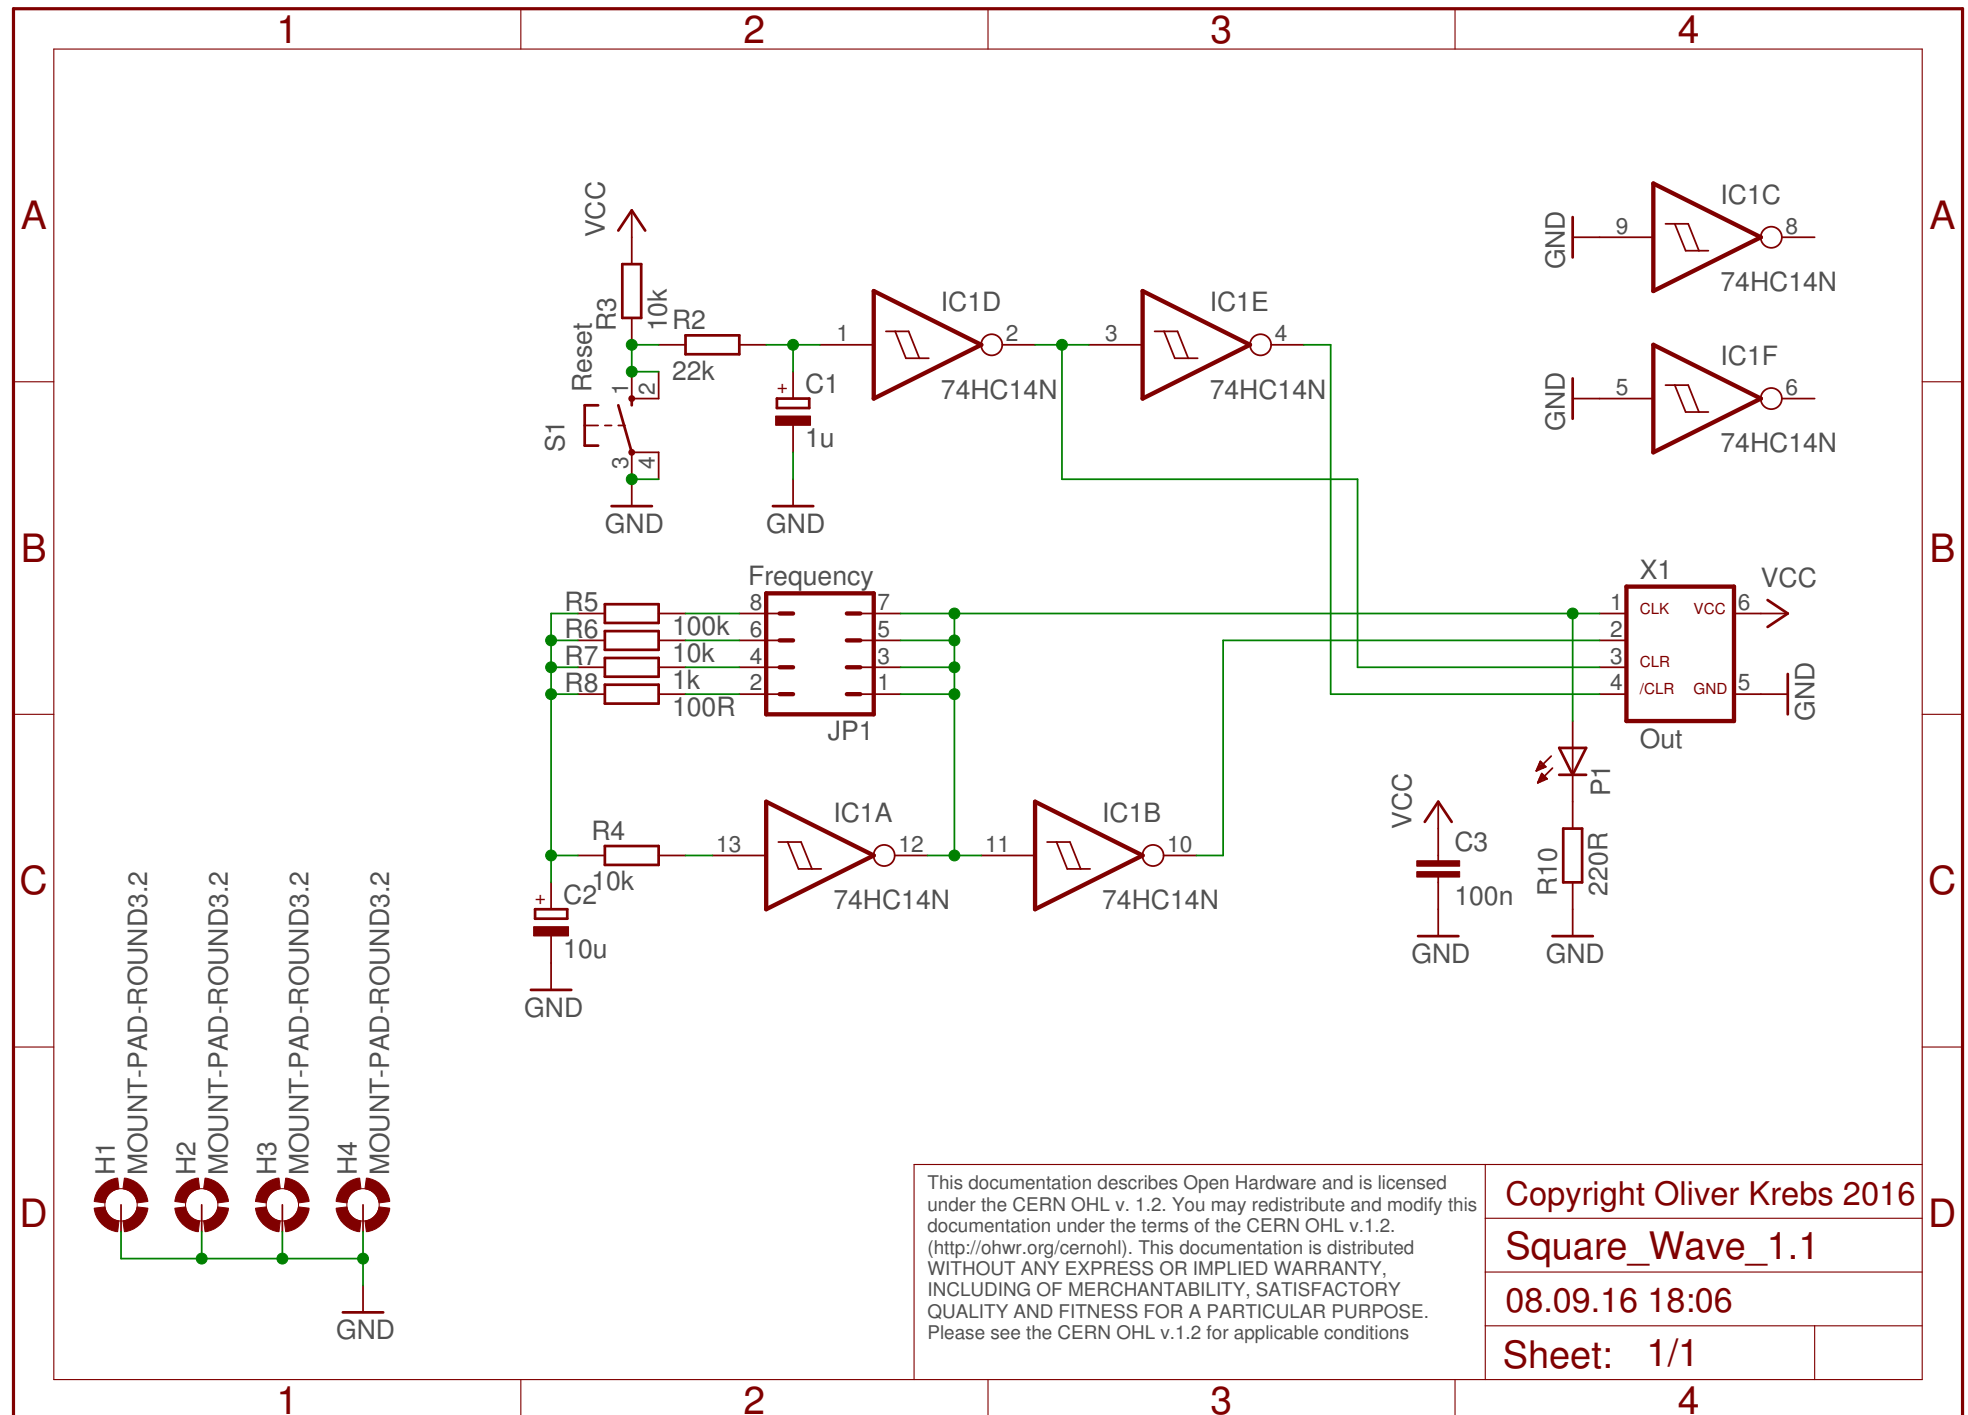 1 2 3 4
A A
VCC
R3
10k
R2
22k
Reset
S1
1
2
3
4
GND
+
C1
1u
GND
1
IC1D
2
74HC14N
3
IC1E
4
74HC14N
GND
9
IC1C
8
74HC14N
GND
5
IC1F
6
74HC14N
B B
Frequency
R5
100k
R6
10k
R7
1k
R8
100R
8 7
6 5
4 3
2 1
JP1
X1
VCC
1 CLK VCC 6
2
3 CLR
4 /CLR GND 5
GND
Out
P1
R10
220R
GND
VCC
C3
100n
GND
C C
R4
10k
13
IC1A
12
74HC14N
11
IC1B
10
74HC14N
+
C2
10u
GND
H1
MOUNT-PAD-ROUND3.2
H2
MOUNT-PAD-ROUND3.2
H3
MOUNT-PAD-ROUND3.2
H4
MOUNT-PAD-ROUND3.2
GND
D D
This documentation describes Open Hardware and is licensed
under the CERN OHL v. 1.2. You may redistribute and modify this
documentation under the terms of the CERN OHL v.1.2.
(http://ohwr.org/cernohl). This documentation is distributed
WITHOUT ANY EXPRESS OR IMPLIED WARRANTY,
INCLUDING OF MERCHANTABILITY, SATISFACTORY
QUALITY AND FITNESS FOR A PARTICULAR PURPOSE.
Please see the CERN OHL v.1.2 for applicable conditions
Copyright Oliver Krebs 2016
Square_Wave_1.1
08.09.16 18:06
Sheet: 1/1
1 2 3 4